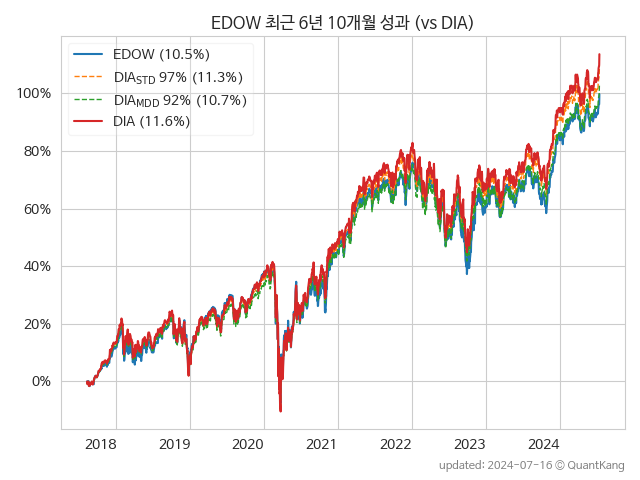 EDOW 최근 6년 10개월 성과 (vs DIA)
EDOW (10.5%)
DIA_STD 97% (11.3%)
DIA_MDD 92% (10.7%)
DIA (11.6%)
100%
80%
60%
40%
20%
0%
2018 2019 2020 2021 2022 2023 2024
updated: 2024-07-16 © QuantKang